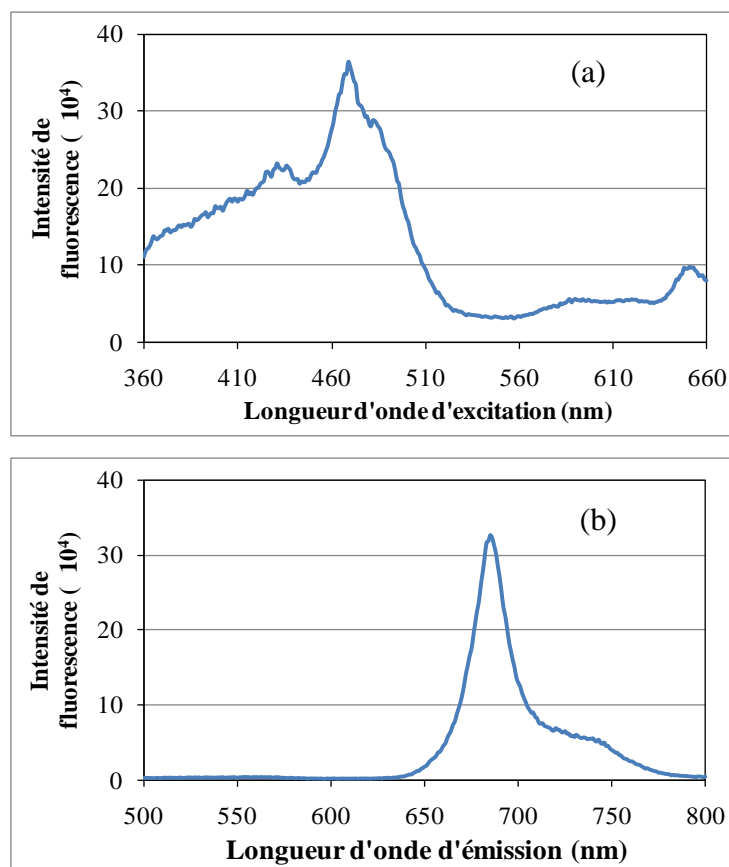 (a)
Intensité de
fluorescence ( 10⁴)
40
30
20
10
0
360 410 460 510 560 610 660
Longueur d'onde d'excitation (nm)
(b)
Intensité de
fluorescence ( 10⁴)
40
30
20
10
0
500 550 600 650 700 750 800
Longueur d'onde d'émission (nm)